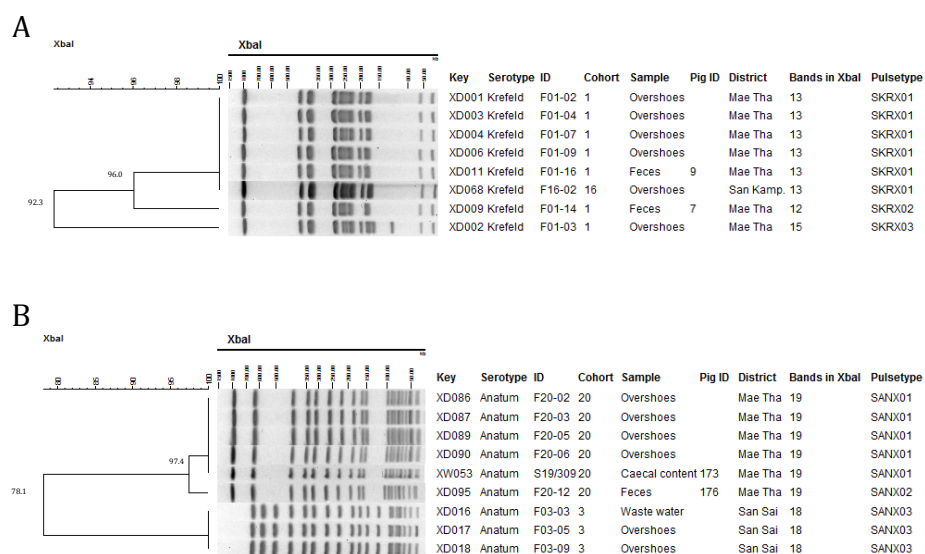 A
XbaI
XbaI
94
96
98
100
Key Serotype ID Cohort Sample Pig ID District Bands in XbaI Pulsetype
XD001 Krefeld F01-02 1 Overshoes Mae Tha 13 SKRX01
XD003 Krefeld F01-04 1 Overshoes Mae Tha 13 SKRX01
XD004 Krefeld F01-07 1 Overshoes Mae Tha 13 SKRX01
XD006 Krefeld F01-09 1 Overshoes Mae Tha 13 SKRX01
96.0 XD011 Krefeld F01-16 1 Feces 9 Mae Tha 13 SKRX01
XD068 Krefeld F16-02 16 Overshoes San Kamp. 13 SKRX01
92.3 XD009 Krefeld F01-14 1 Feces 7 Mae Tha 12 SKRX02
XD002 Krefeld F01-03 1 Overshoes Mae Tha 15 SKRX03
B
XbaI
XbaI
80
85
90
95
100
Key Serotype ID Cohort Sample Pig ID District Bands in XbaI Pulsetype
XD086 Anatum F20-02 20 Overshoes Mae Tha 19 SANX01
XD087 Anatum F20-03 20 Overshoes Mae Tha 19 SANX01
XD089 Anatum F20-05 20 Overshoes Mae Tha 19 SANX01
XD090 Anatum F20-06 20 Overshoes Mae Tha 19 SANX01
97.4 XW053 Anatum S19/309 20 Caecal content 173 Mae Tha 19 SANX01
XD095 Anatum F20-12 20 Feces 176 Mae Tha 19 SANX02
78.1 XD016 Anatum F03-03 3 Waste water San Sai 18 SANX03
XD017 Anatum F03-05 3 Overshoes San Sai 18 SANX03
XD018 Anatum F03-09 3 Overshoes San Sai 18 SANX03